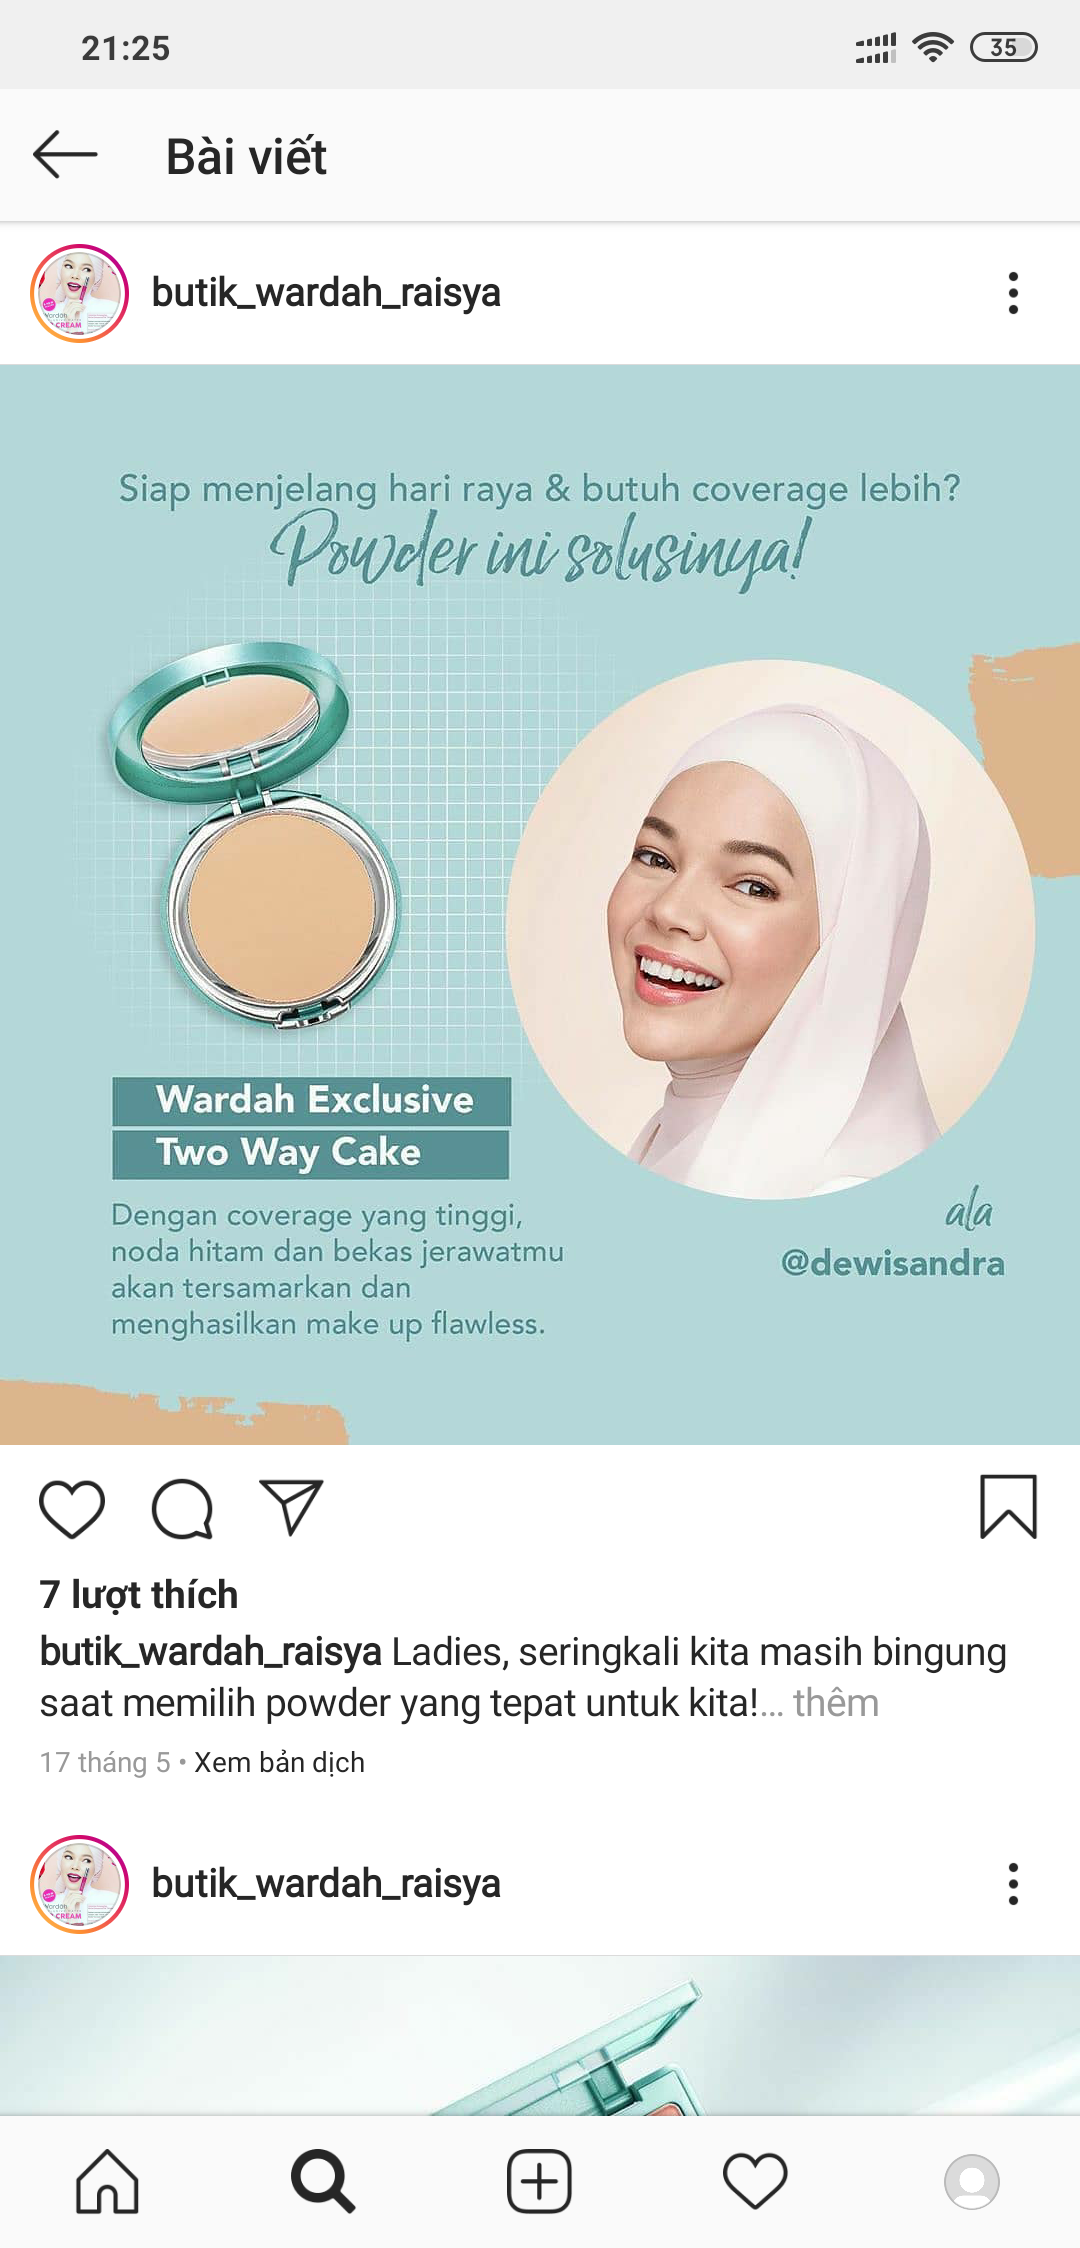 21:25
35
Bài viết
butik_wardah_raisya
Siap menjelang hari raya & butuh coverage lebih?
Powder ini solusinya!
Wardah Exclusive
Two Way Cake
Dengan coverage yang tinggi,
noda hitam dan bekas jerawatmu
akan tersamarkan dan
menghasilkan make up flawless.
ala
@dewisandra
7 lượt thích
butik_wardah_raisya Ladies, seringkali kita masih bingung
saat memilih powder yang tepat untuk kita!... thêm
17 tháng 5 • Xem bản dịch
butik_wardah_raisya